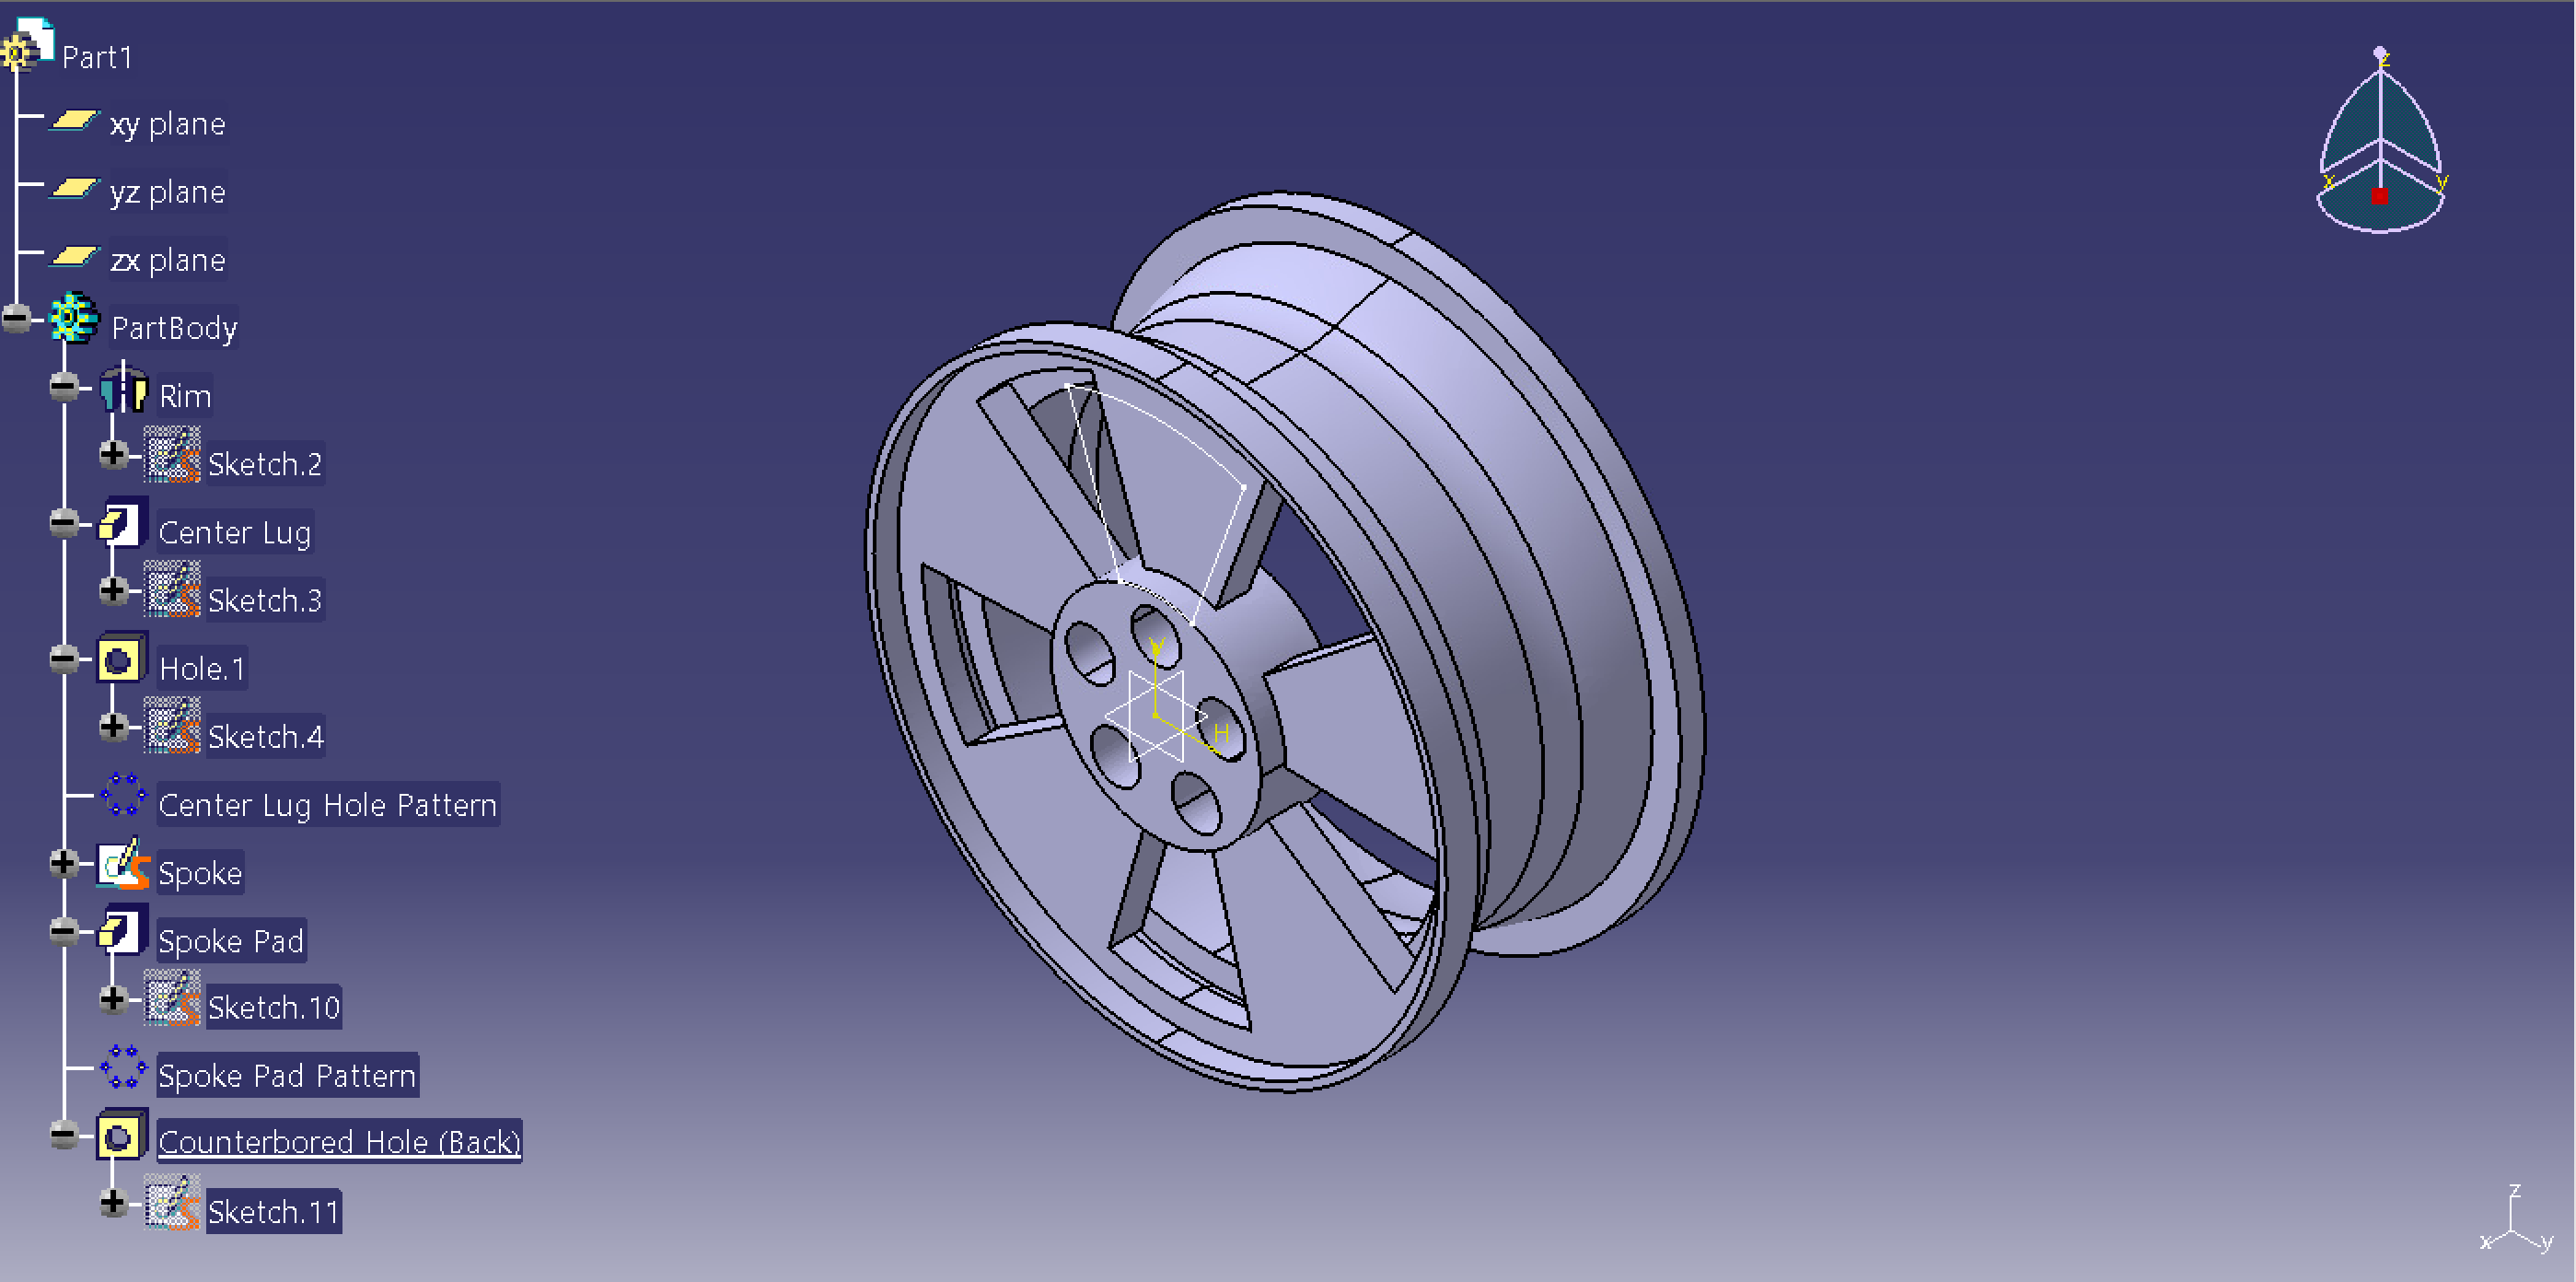 Part1
xy plane
yz plane
zx plane
PartBody
Rim
Sketch.2
Center Lug
Sketch.3
Hole.1
Sketch.4
Center Lug Hole Pattern
Spoke
Spoke Pad
Sketch.10
Spoke Pad Pattern
Counterbored Hole (Back)
Sketch.11
V
H
z
x
y
z
x
y